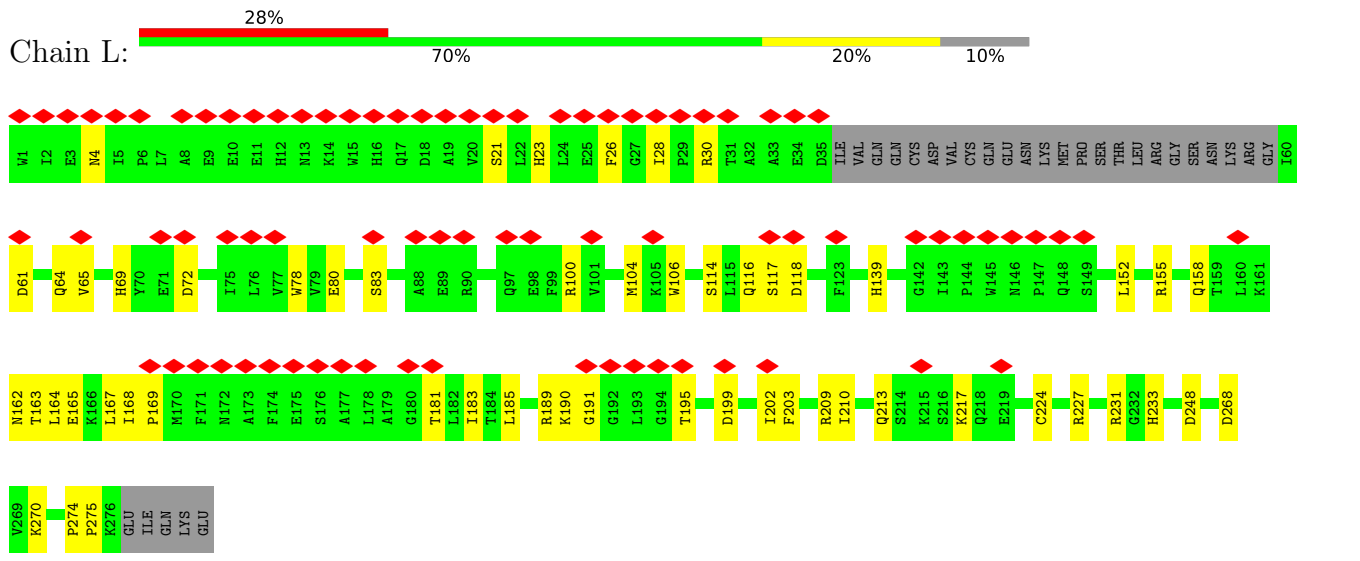 28%
Chain L:
70% 20% 10%
W1 I2 E3 N4 I5 P6 L7 A8 E9 E10 E11 H12 N13 K14 W15 H16 Q17 D18 A19 V20 S21 L22 H23 L24 E25 F26 G27 I28 P29 R30 T31 A32 A33 E34 D35 ILE VAL GLN GLN CYS ASP VAL CYS GLN GLU ASN LYS MET PRO SER THR LEU ARG GLY SER ASN LYS ARG GLY I60
D61 Q64 V65 H69 Y70 E71 D72 I75 L76 V77 W78 V79 E80 S83 A88 E89 R90 Q97 E98 F99 R100 V101 M104 K105 W106 S114 L115 Q116 S117 D118 F123 H139 G142 I143 P144 W145 N146 P147 Q148 S149 L152 R155 Q158 T159 L160 K161
N162 T163 L164 E165 K166 L167 I168 P169 M170 F171 N172 A173 F174 E175 S176 A177 L178 A179 G180 T181 L182 I183 T184 L185 R189 K190 G191 G192 L193 G194 T195 D199 I202 F203 R209 I210 Q213 S214 K215 S216 K217 Q218 E219 C224 R227 R231 G232 H233 D248 D268
V269 K270 P274 P275 K276 GLU ILE GLN LYS GLU